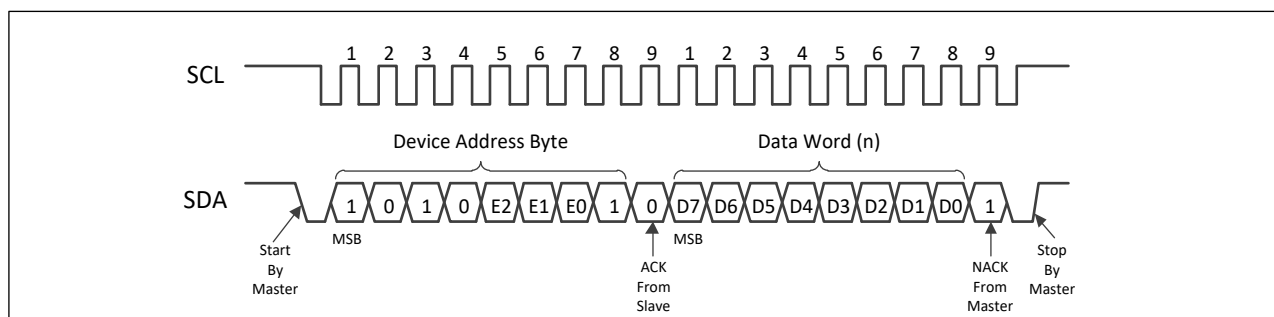 1 2 3 4 5 6 7 8 9 1 2 3 4 5 6 7 8 9
SCL
Device Address Byte Data Word (n)
SDA 1 0 1 0 E2 E1 E0 1 0 D7 D6 D5 D4 D3 D2 D1 D0 1
MSB MSB
Start
By
Master
ACK
From
Slave
NACK
From
Master
Stop
By
Master